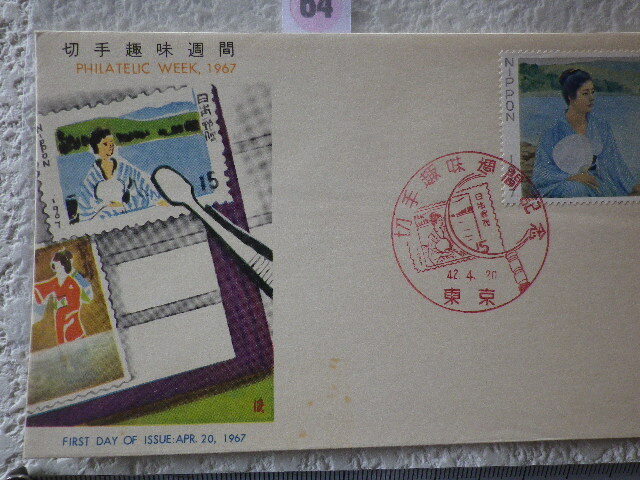 64
切手趣味週間
PHILATELIC WEEK, 1967
NIPPON
日本郵便
NIPPON
15
1967
切手趣味週間記念
日本郵便
15
42.4.20
東京
FIRST DAY OF ISSUE: APR. 20, 1967